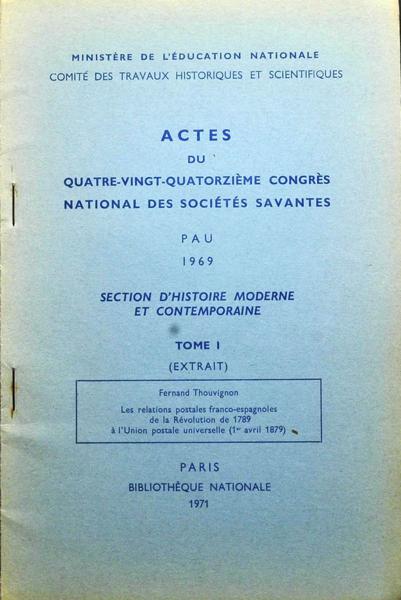 MINISTÈRE DE L'ÉDUCATION NATIONALE
COMITÉ DES TRAVAUX HISTORIQUES ET SCIENTIFIQUES
ACTES
DU
QUATRE-VINGT-QUATORZIÈME CONGRÈS
NATIONAL DES SOCIÉTÉS SAVANTES
PAU
1969
SECTION D'HISTOIRE MODERNE
ET CONTEMPORAINE
TOME I
(EXTRAIT)
Fernand Thouvignon
Les relations postales franco-espagnoles
de la Révolution de 1789
à l'Union postale universelle (1er avril 1879)
PARIS
BIBLIOTHÈQUE NATIONALE
1971